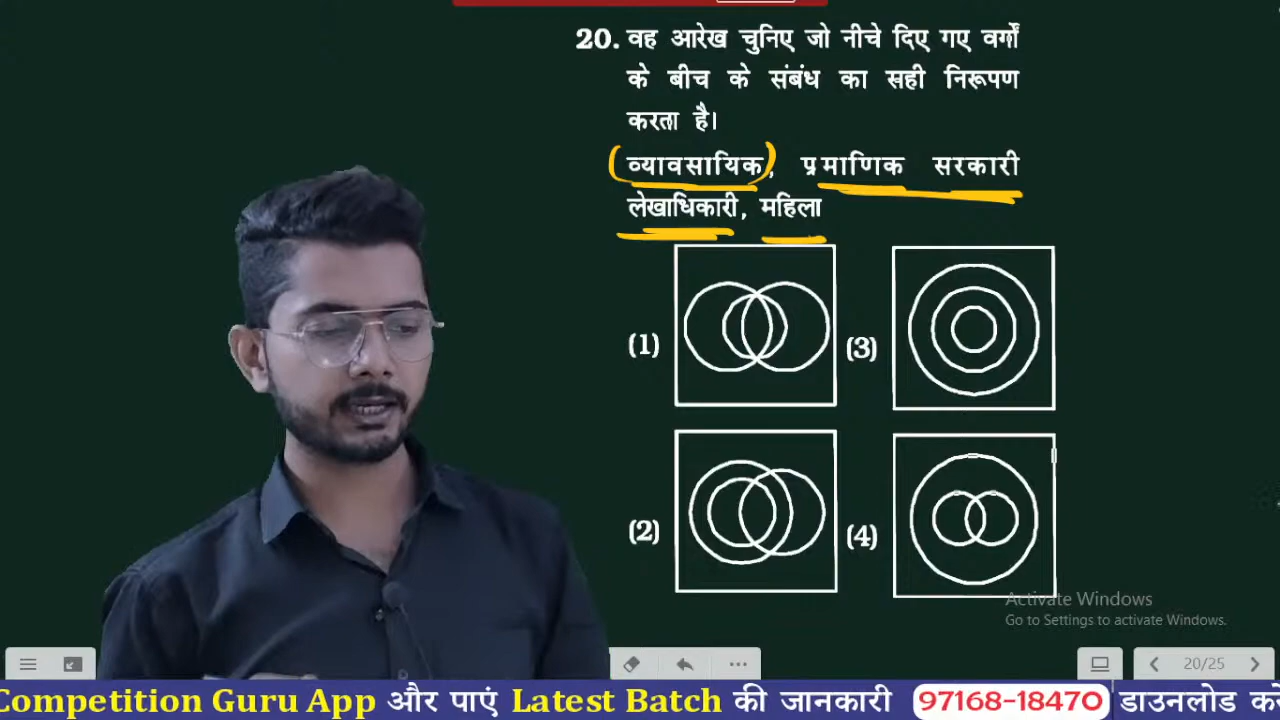 20. वह आरेख चुनिए जो नीचे दिए गए वर्गों
के बीच के संबंध का सही निरूपण
करता है।
(व्यावसायिक), प्रमाणिक सरकारी
लेखाधिकारी, महिला
(1)
(3)
(2)
(4)
Activate Windows
Go to Settings to activate Windows.
20/25
Competition Guru App और पाएं Latest Batch की जानकारी 97168-18470 डाउनलोड करे